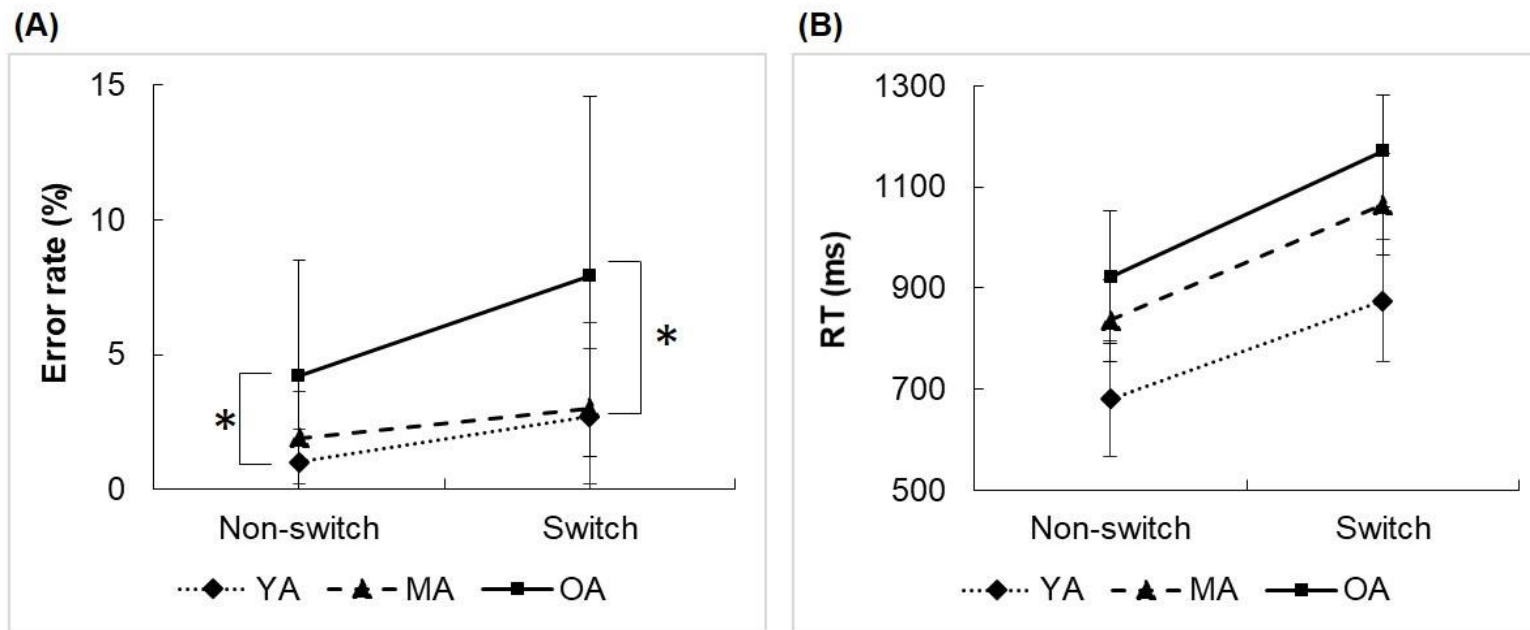 (A)
Error rate (%)
15
10
5
0
*
*
Non-switch Switch
YA MA OA
(B)
RT (ms)
1300
1100
900
700
500
Non-switch Switch
YA MA OA